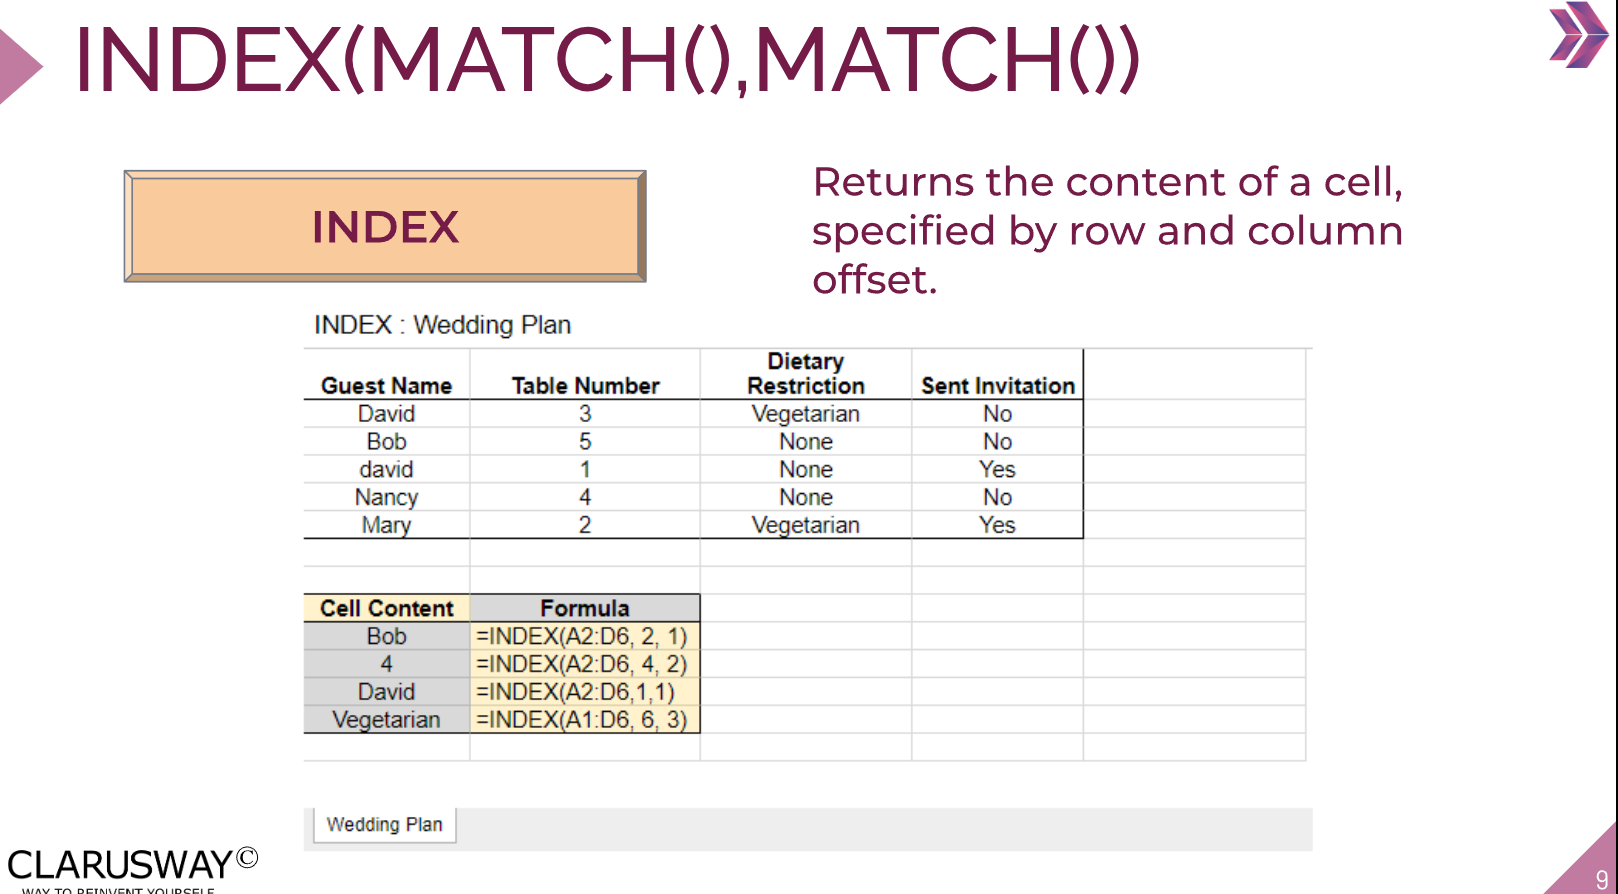 INDEX(MATCH(),MATCH())
INDEX
Returns the content of a cell,
specified by row and column
offset.
INDEX : Wedding Plan
Guest Name Table Number Dietary Restriction Sent Invitation
David 3 Vegetarian No
Bob 5 None No
david 1 None Yes
Nancy 4 None No
Mary 2 Vegetarian Yes
Cell Content Formula
Bob =INDEX(A2:D6, 2, 1)
4 =INDEX(A2:D6, 4, 2)
David =INDEX(A2:D6,1,1)
Vegetarian =INDEX(A1:D6, 6, 3)
Wedding Plan
CLARUSWAY©
WAY TO REINVENT YOURSELF
9